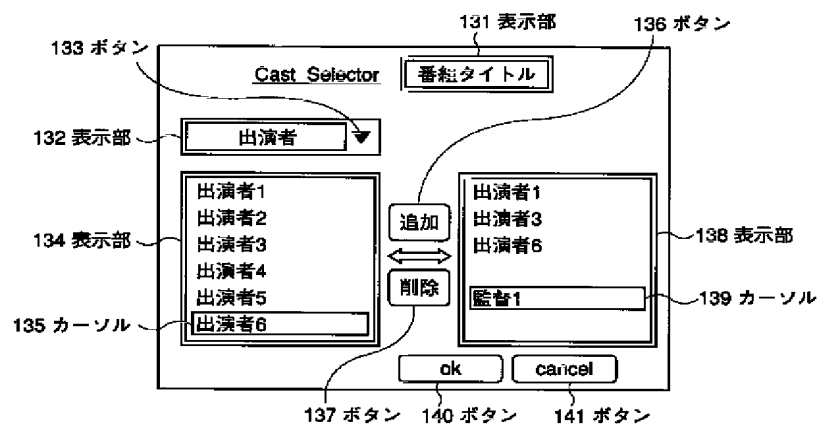 131 表示部
136 ボタン
133 ボタン
Cast Selector
番組タイトル
132 表示部
出演者 ▼
134 表示部
出演者1
出演者2
出演者3
出演者4
出演者5
出演者6
135 カーソル
追加
削除
出演者1
出演者3
出演者6
監督1
138 表示部
139 カーソル
ok
cancel
137 ボタン
140 ボタン
141 ボタン